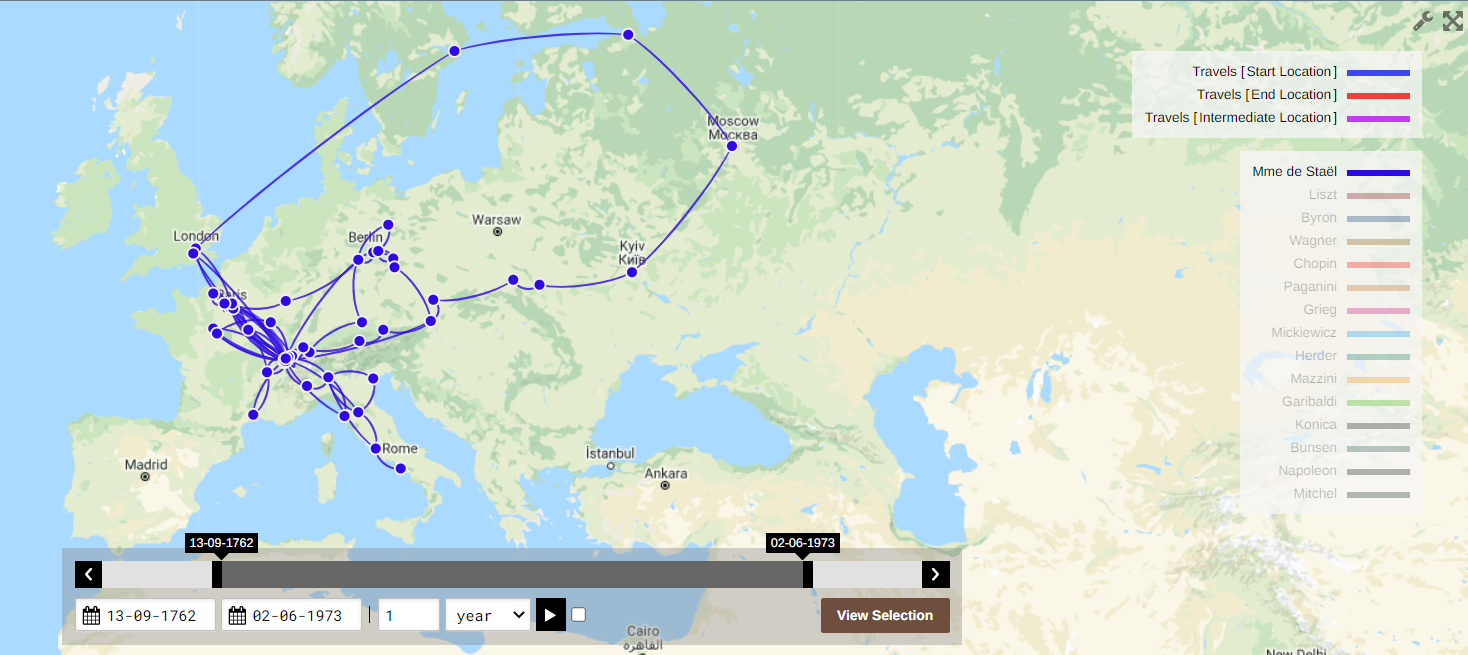 Travels [Start Location]
Travels [End Location]
Travels [Intermediate Location]
Moscow
Москва
Mme de Staël
Liszt
Byron
Wagner
Chopin
Paganini
Grieg
Mickiewicz
Herder
Mazzini
Garibaldi
Konica
Bunsen
Napoleon
Mitchel
London
Berlin
Warsaw
Kyiv
Київ
Paris
Rome
Madrid
İstanbul
Ankara
13-09-1762
02-06-1973
13-09-1762
02-06-1973
1
year
View Selection
Cairo
القاهرة
New Delhi